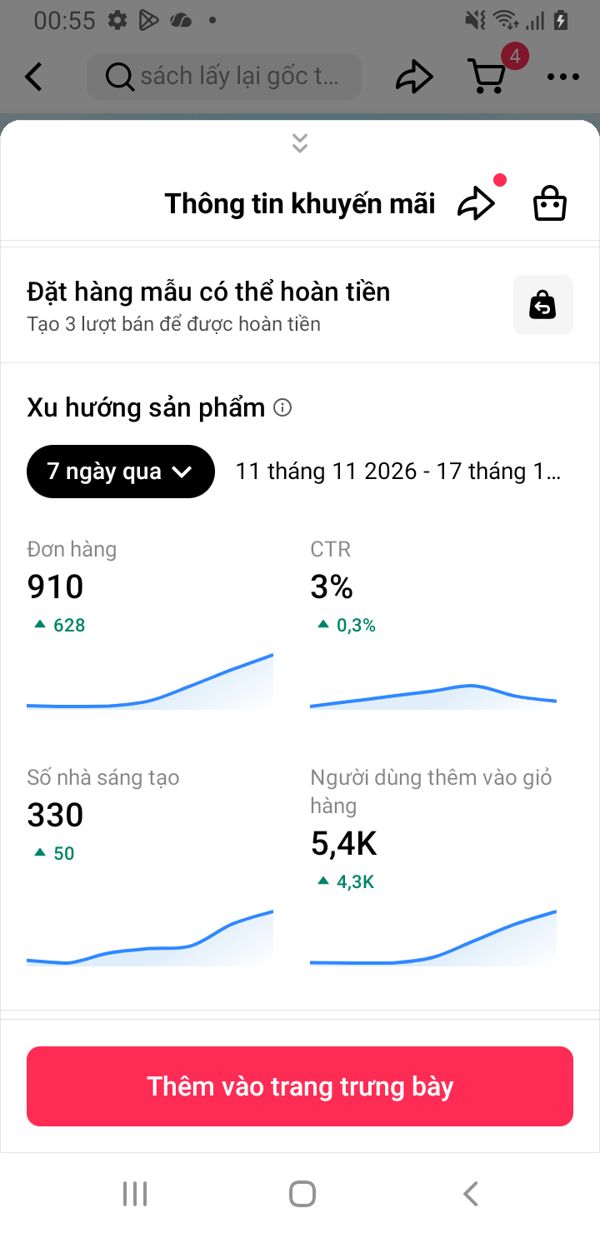 00:55
4
sách lấy lại gốc t...
Thông tin khuyến mãi
Đặt hàng mẫu có thể hoàn tiền
Tạo 3 lượt bán để được hoàn tiền
Xu hướng sản phẩm
7 ngày qua
11 tháng 11 2026 - 17 tháng 1...
Đơn hàng
910
628
CTR
3%
0,3%
Số nhà sáng tạo
330
50
Người dùng thêm vào giỏ
hàng
5,4K
4,3K
Thêm vào trang trưng bày